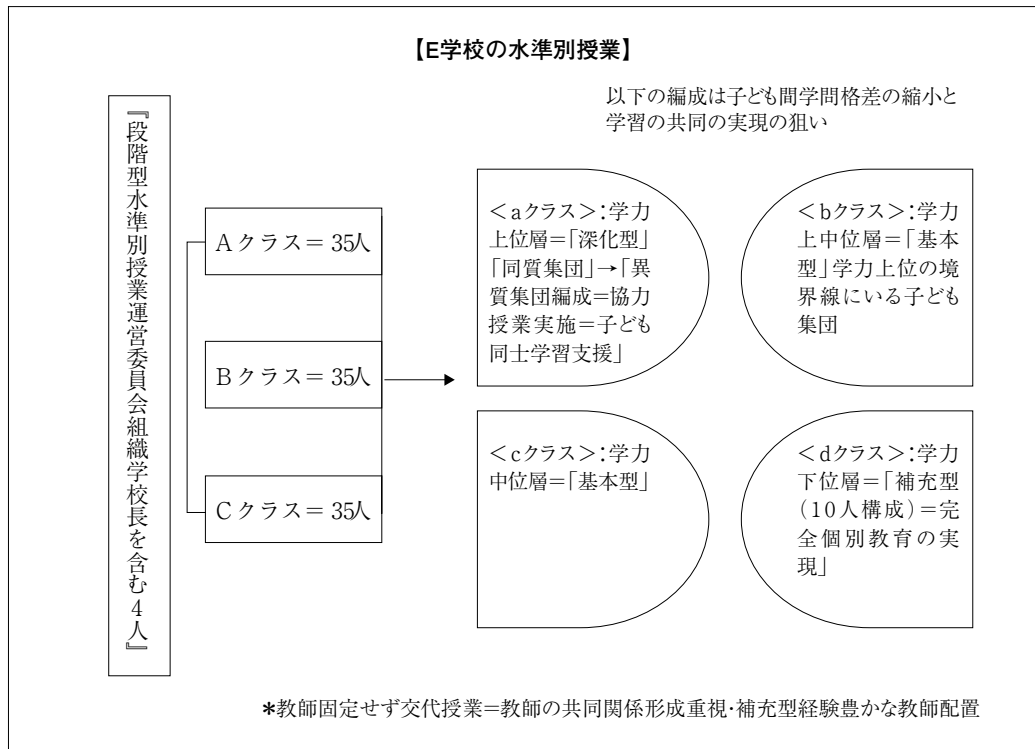 【E学校の水準別授業】
以下の編成は子ども間学間格差の縮小と
学習の共同の実現の狙い
『段階型水準別授業運営委員会組織学校長を含む4人』
Aクラス＝35人
Bクラス＝35人
Cクラス＝35人
＜aクラス＞:学力
上位層＝「深化型」
「同質集団」→「異
質集団編成＝協力
授業実施＝子ども
同士学習支援」
＜bクラス＞:学力
上中位層＝「基本
型」学力上位の境
界線にいる子ども
集団
＜cクラス＞:学力
中位層＝「基本型」
＜dクラス＞:学力
下位層＝「補充型
(10人構成)＝完
全個別教育の実
現」
*教師固定せず交代授業＝教師の共同関係形成重視・補充型経験豊かな教師配置